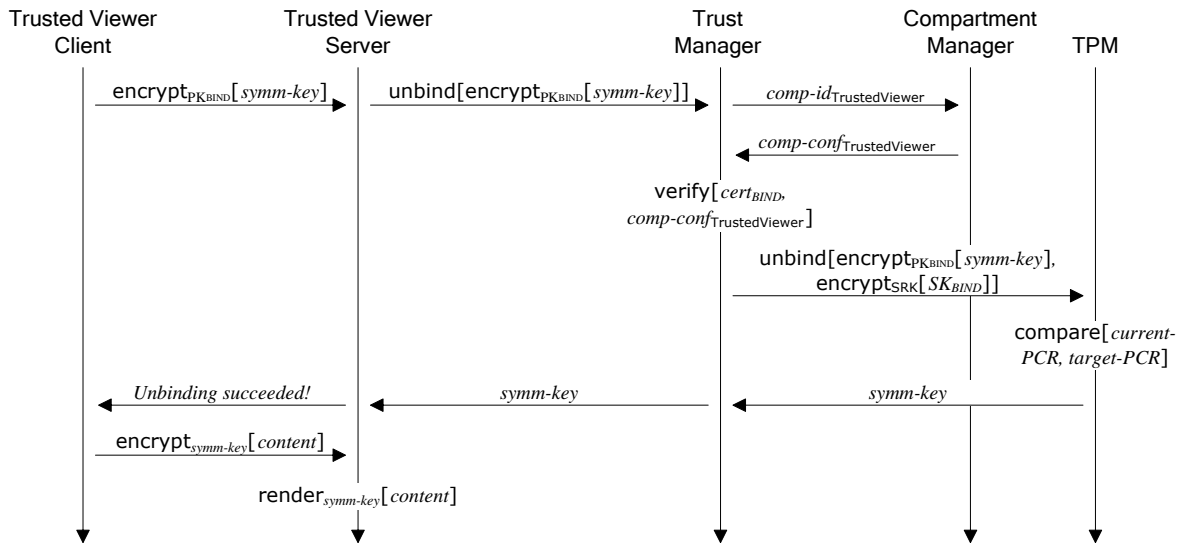 Trusted Viewer Client
Trusted Viewer Server
Trust Manager
Compartment Manager
TPM
encryptPKBIND[symm-key]
unbind[encryptPKBIND[symm-key]]
comp-idTrustedViewer
comp-confTrustedViewer
verify[certBIND,
comp-confTrustedViewer]
unbind[encryptPKBIND[symm-key],
encryptSRK[SKBIND]]
compare[current-
PCR, target-PCR]
Unbinding succeeded!
symm-key
symm-key
encryptsymm-key[content]
rendersymm-key[content]